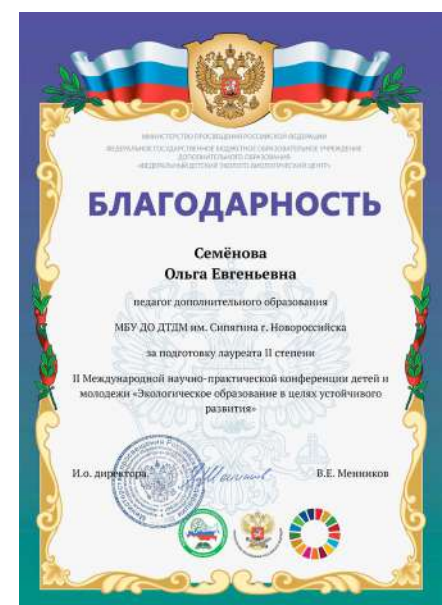 МИНИСТЕРСТВО ПРОСВЕЩЕНИЯ РОССИЙСКОЙ ФЕДЕРАЦИИ
ФЕДЕРАЛЬНОЕ ГОСУДАРСТВЕННОЕ БЮДЖЕТНОЕ ОБРАЗОВАТЕЛЬНОЕ УЧРЕЖДЕНИЕ
ДОПОЛНИТЕЛЬНОГО ОБРАЗОВАНИЯ
«ФЕДЕРАЛЬНЫЙ ДЕТСКИЙ ЭКОЛОГО-БИОЛОГИЧЕСКИЙ ЦЕНТР»
БЛАГОДАРНОСТЬ
Семёнова
Ольга Евгеньевна
педагог дополнительного образования
МБУ ДО ДТДМ им. Сипягина г. Новороссийска
за подготовку лауреата II степени
II Международной научно-практической конференции детей и
молодежи «Экологическое образование в целях устойчивого
развития»
И.о. директора
В.Е. Менников